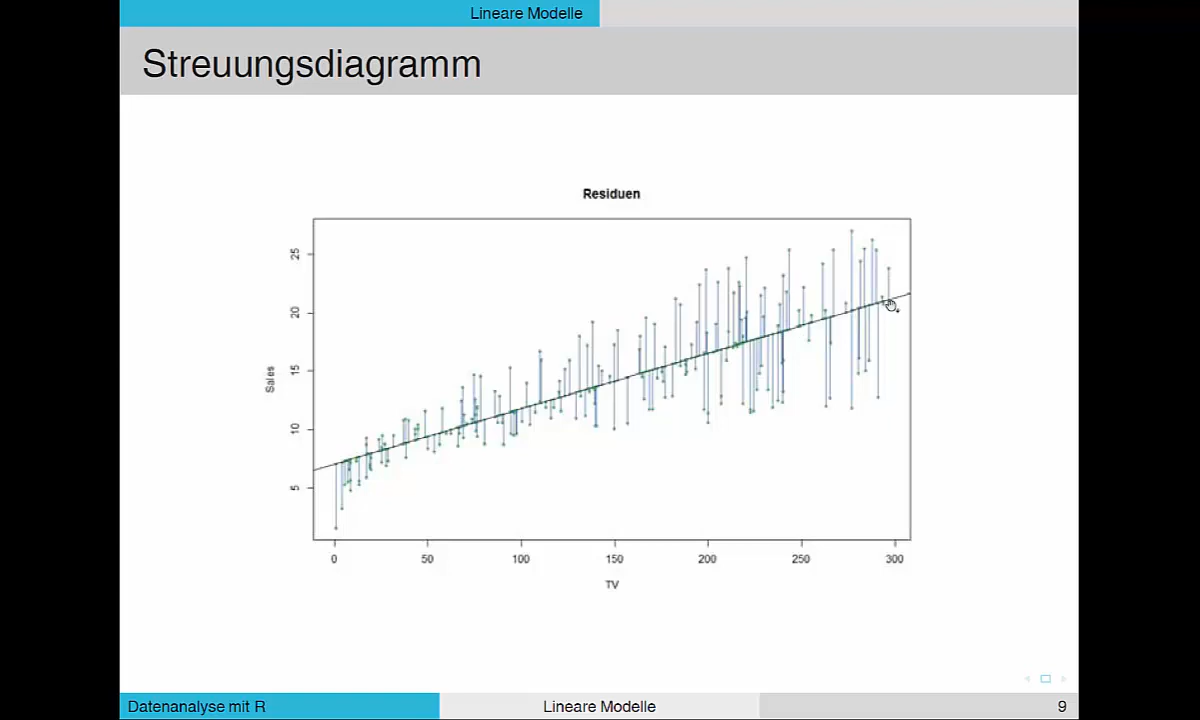 Lineare Modelle
Streuungsdiagramm
Residuen
25
20
15
10
5
Sales
0 50 100 150 200 250 300
TV
Datenanalyse mit R Lineare Modelle 9